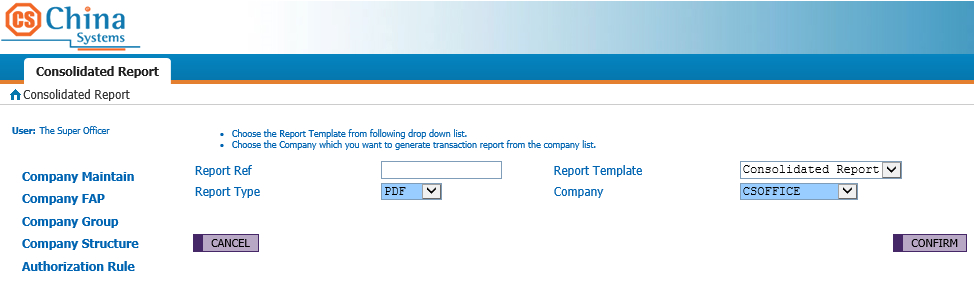 CS China
Systems
Consolidated Report
Consolidated Report
User: The Super Officer
• Choose the Report Template from following drop down list.
• Choose the Company which you want to generate transaction report from the company list.
Company Maintain
Company FAP
Company Group
Company Structure
Authorization Rule
Report Ref
Report Template Consolidated Report
Report Type PDF
Company CSOFFICE
CANCEL
CONFIRM